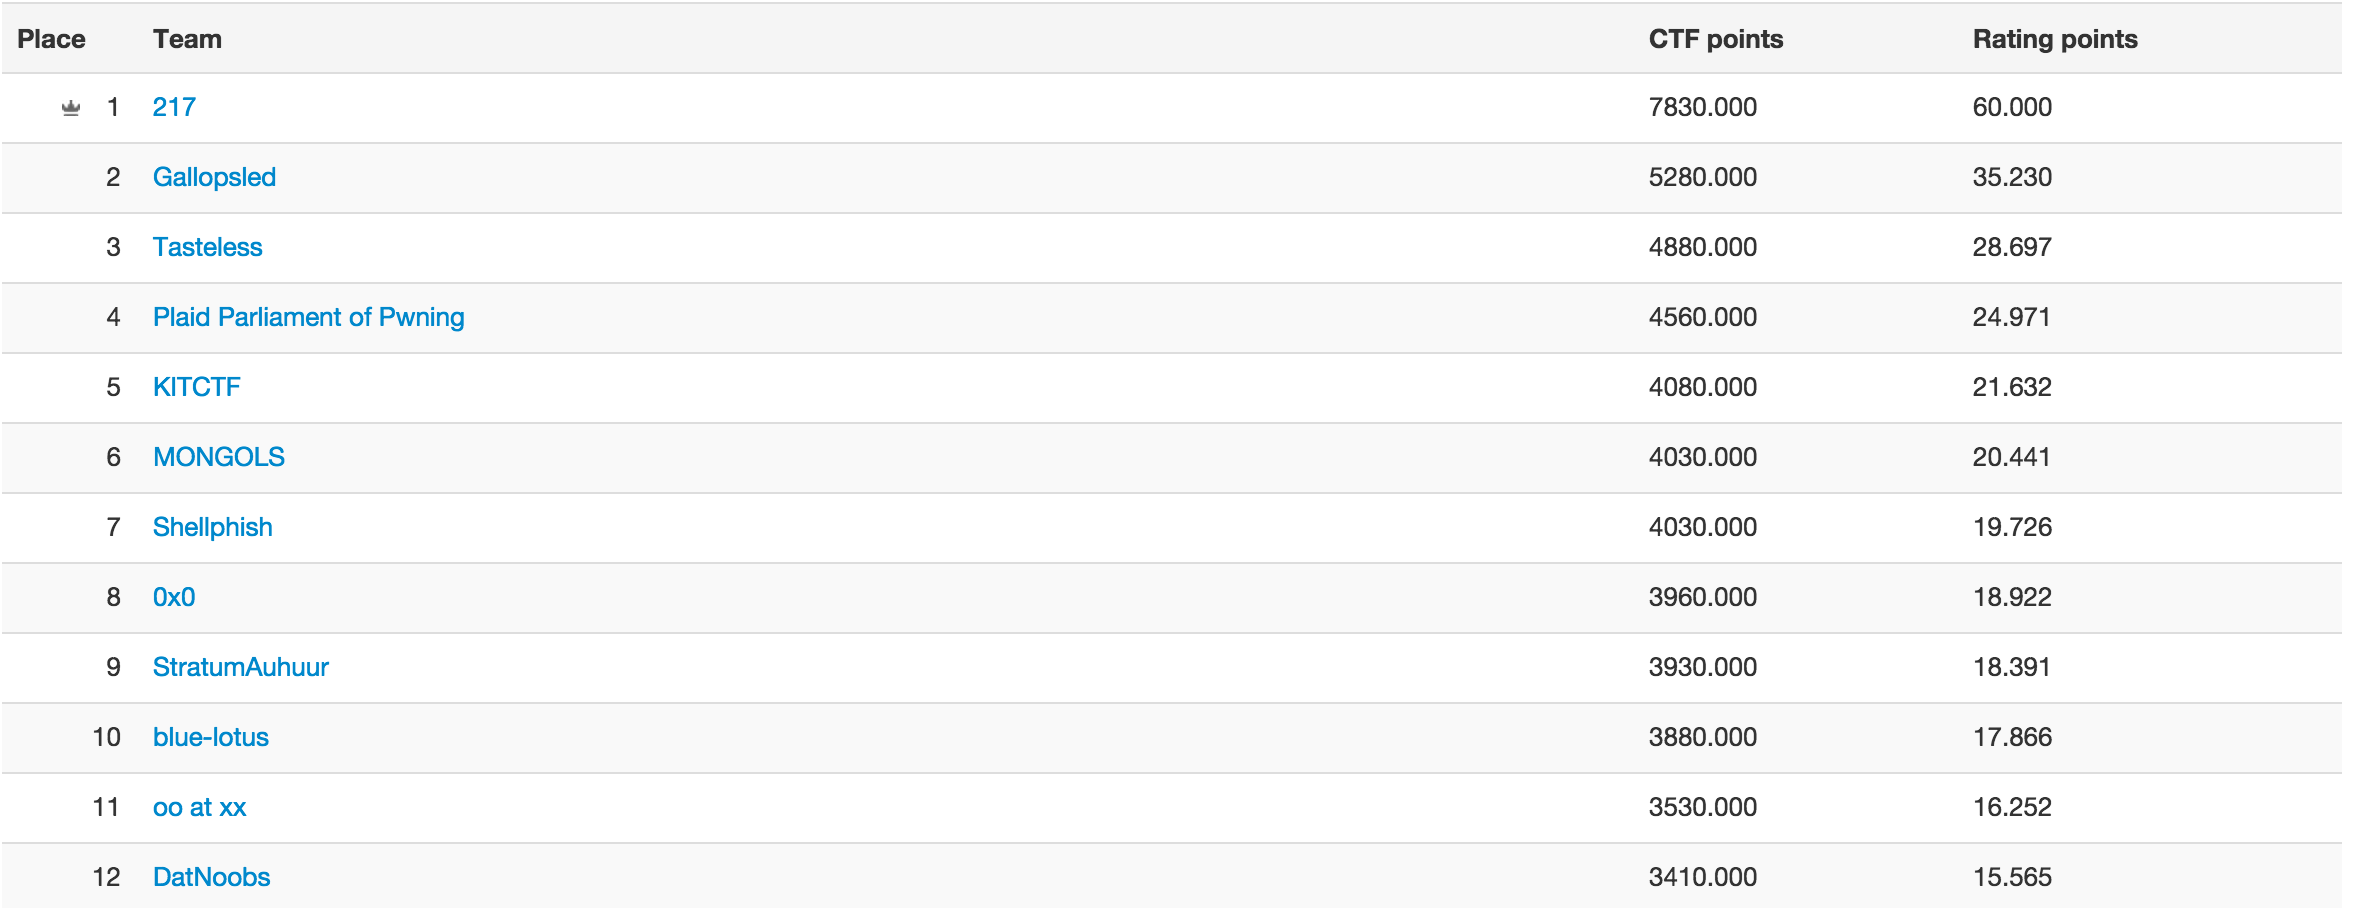 Place Team CTF points Rating points
1 217 7830.000 60.000
2 Gallopsled 5280.000 35.230
3 Tasteless 4880.000 28.697
4 Plaid Parliament of Pwning 4560.000 24.971
5 KITCTF 4080.000 21.632
6 MONGOLS 4030.000 20.441
7 Shellphish 4030.000 19.726
8 0x0 3960.000 18.922
9 StratumAuhuur 3930.000 18.391
10 blue-lotus 3880.000 17.866
11 oo at xx 3530.000 16.252
12 DatNoobs 3410.000 15.565